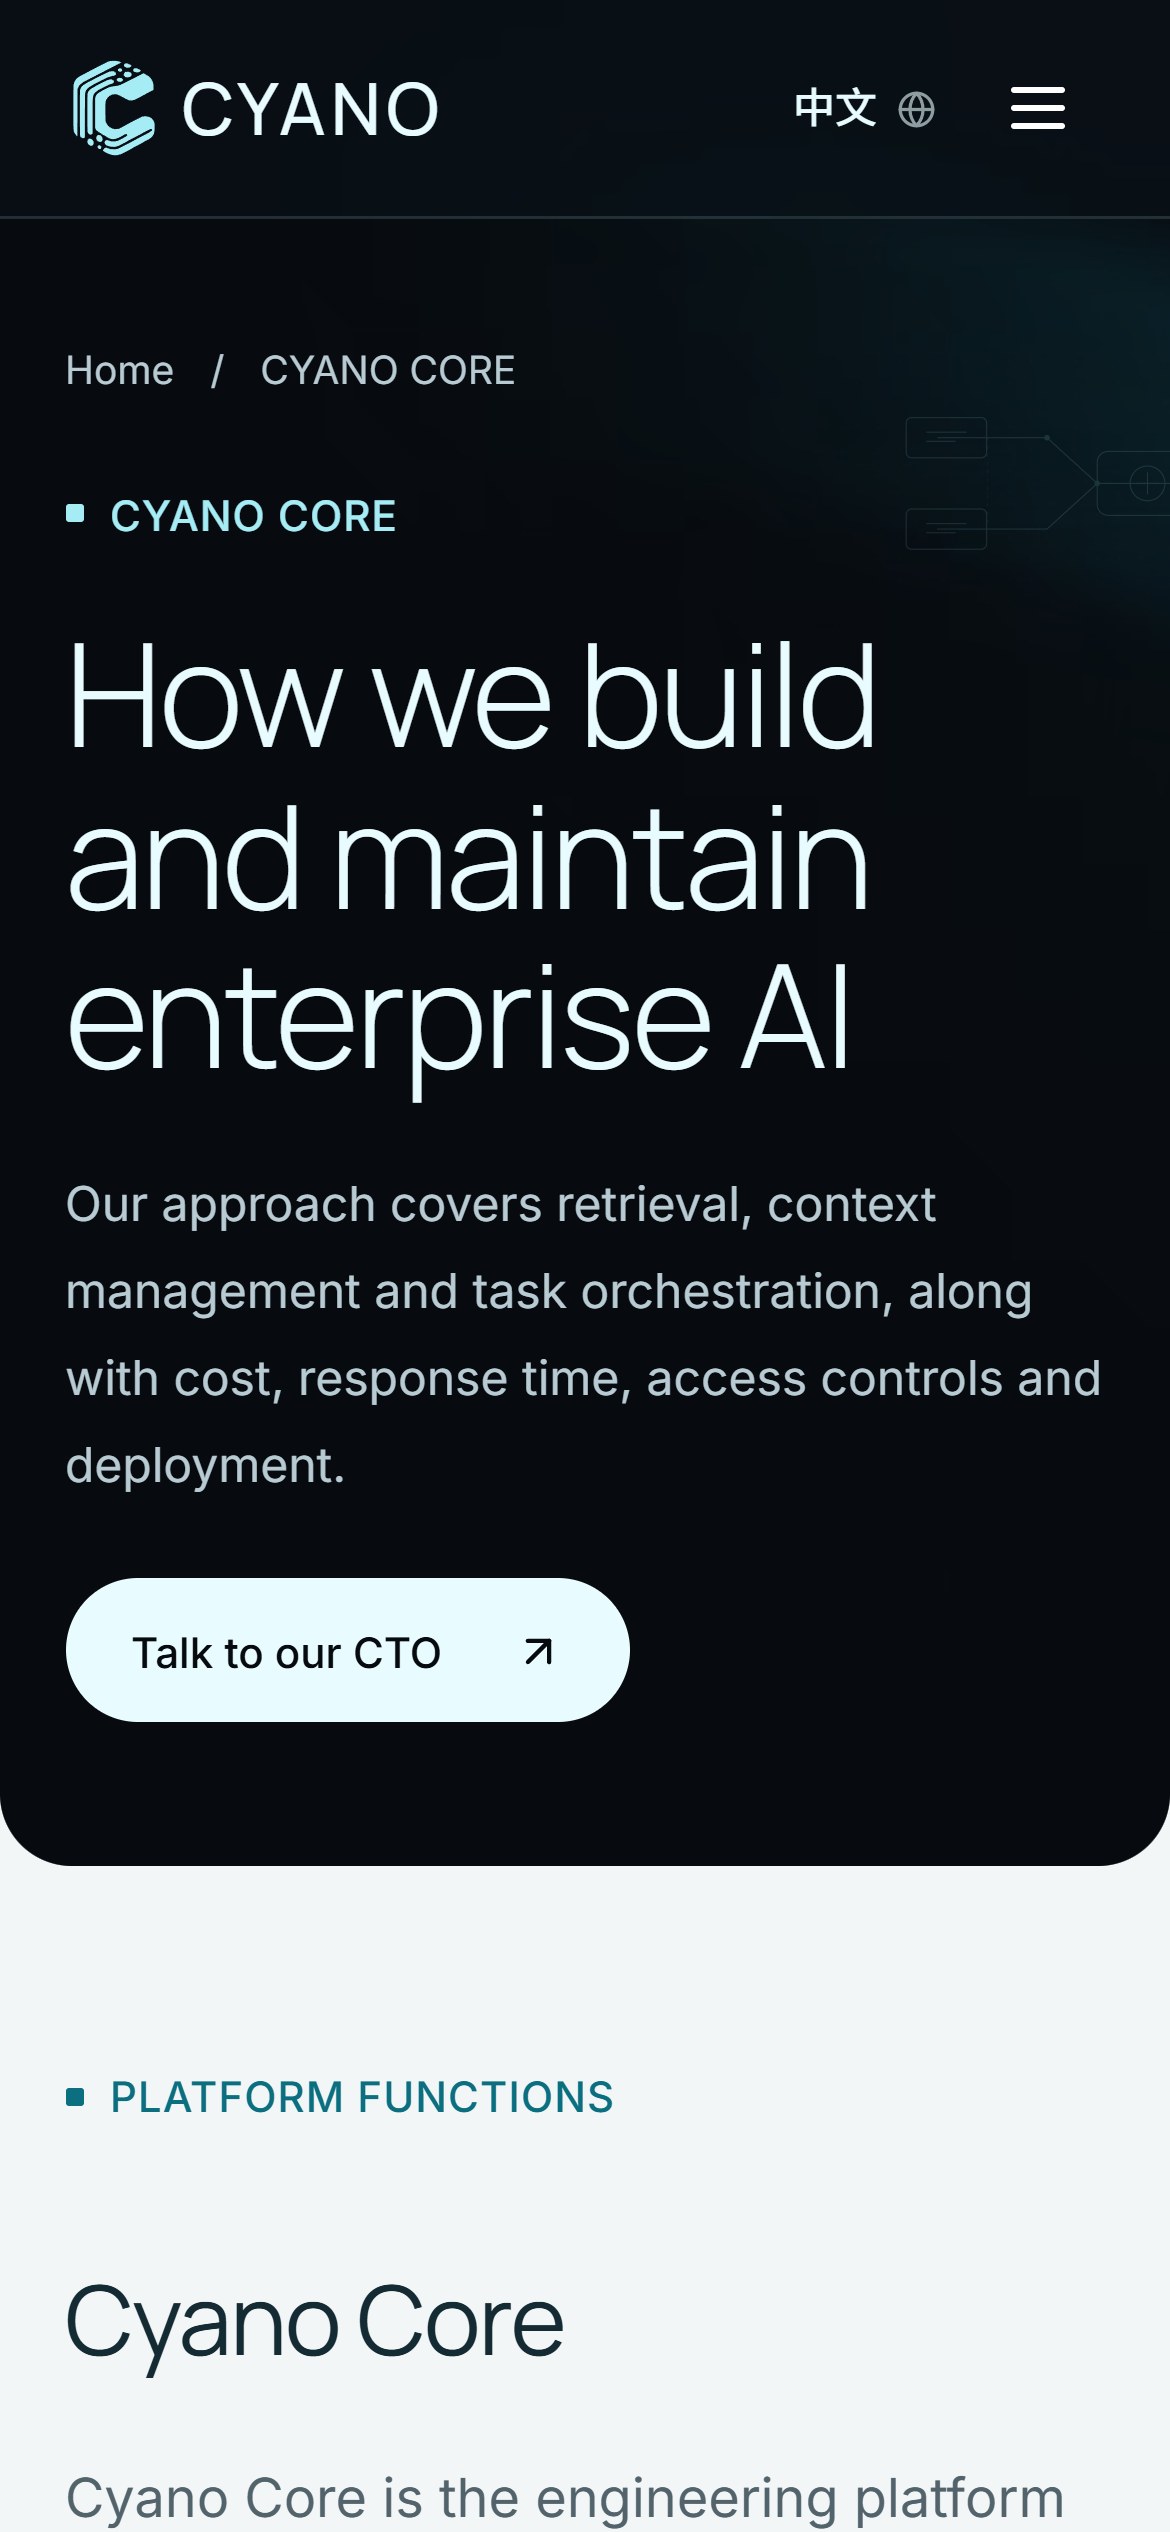 CYANO
中文
Home / CYANO CORE
CYANO CORE
How we build
and maintain
enterprise AI
Our approach covers retrieval, context
management and task orchestration, along
with cost, response time, access controls and
deployment.
Talk to our CTO
PLATFORM FUNCTIONS
Cyano Core
Cyano Core is the engineering platform